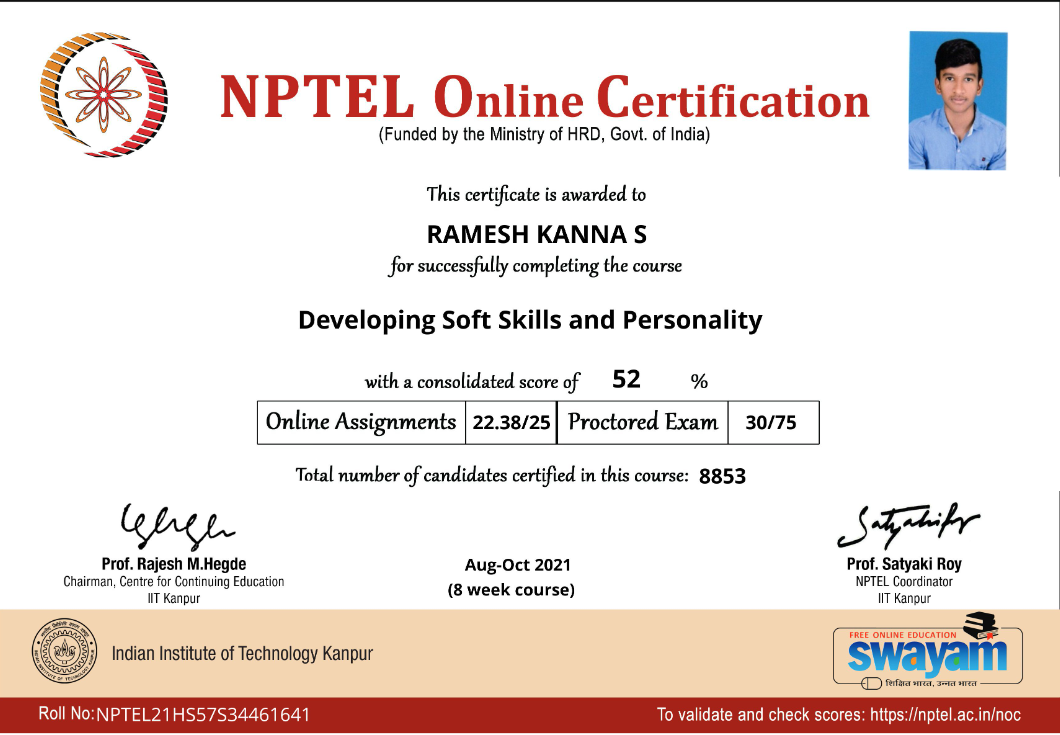 NPTEL Online Certification
(Funded by the Ministry of HRD, Govt. of India)
This certificate is awarded to
RAMESH KANNA S
for successfully completing the course
Developing Soft Skills and Personality
with a consolidated score of 52 %
Online Assignments 22.38/25 Proctored Exam 30/75
Total number of candidates certified in this course: 8853
Prof. Rajesh M.Hegde
Chairman, Centre for Continuing Education
IIT Kanpur
Aug-Oct 2021
(8 week course)
Prof. Satyaki Roy
NPTEL Coordinator
IIT Kanpur
Indian Institute of Technology Kanpur
FREE ONLINE EDUCATION
swayam
शिक्षित भारत, उन्नत भारत
Roll No:NPTEL21HS57S34461641
To validate and check scores: https://nptel.ac.in/noc